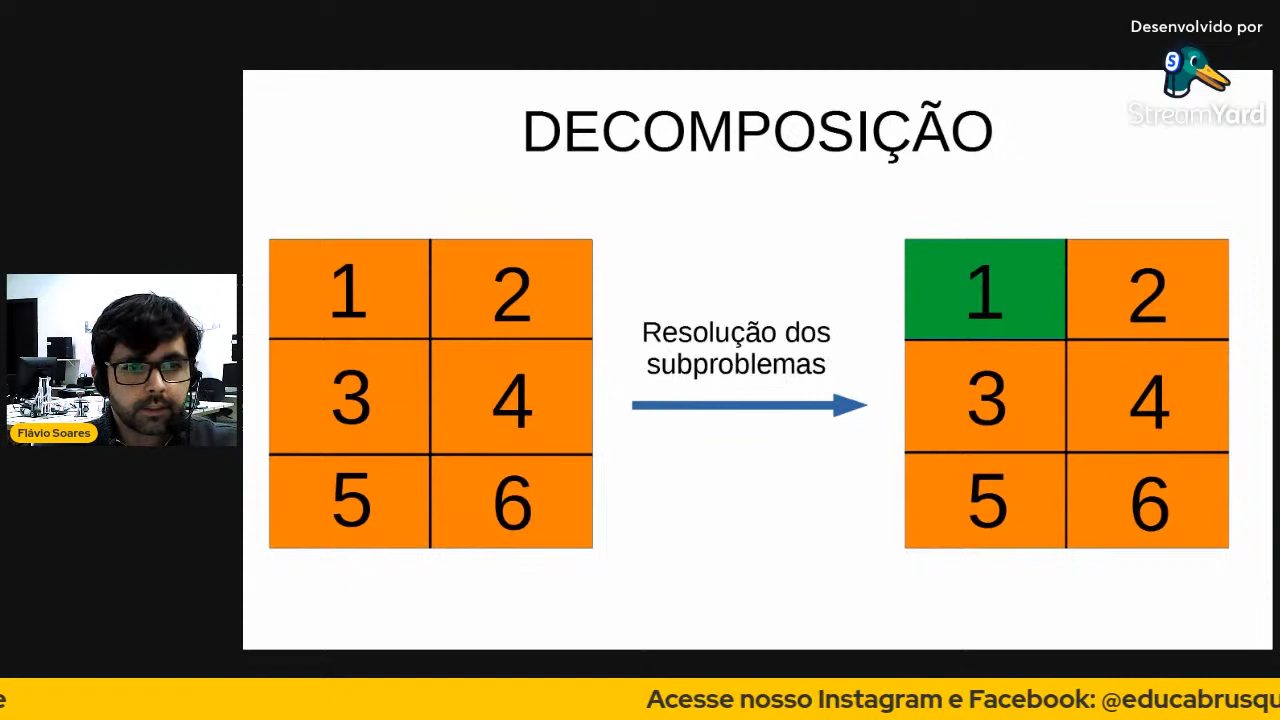 Desenvolvido por
S
StreamYard
DECOMPOSIÇÃO
1 2
3 4
5 6
Resolução dos
subproblemas
1 2
3 4
5 6
Flávio Soares
e
Acesse nosso Instagram e Facebook: @educabrusqu